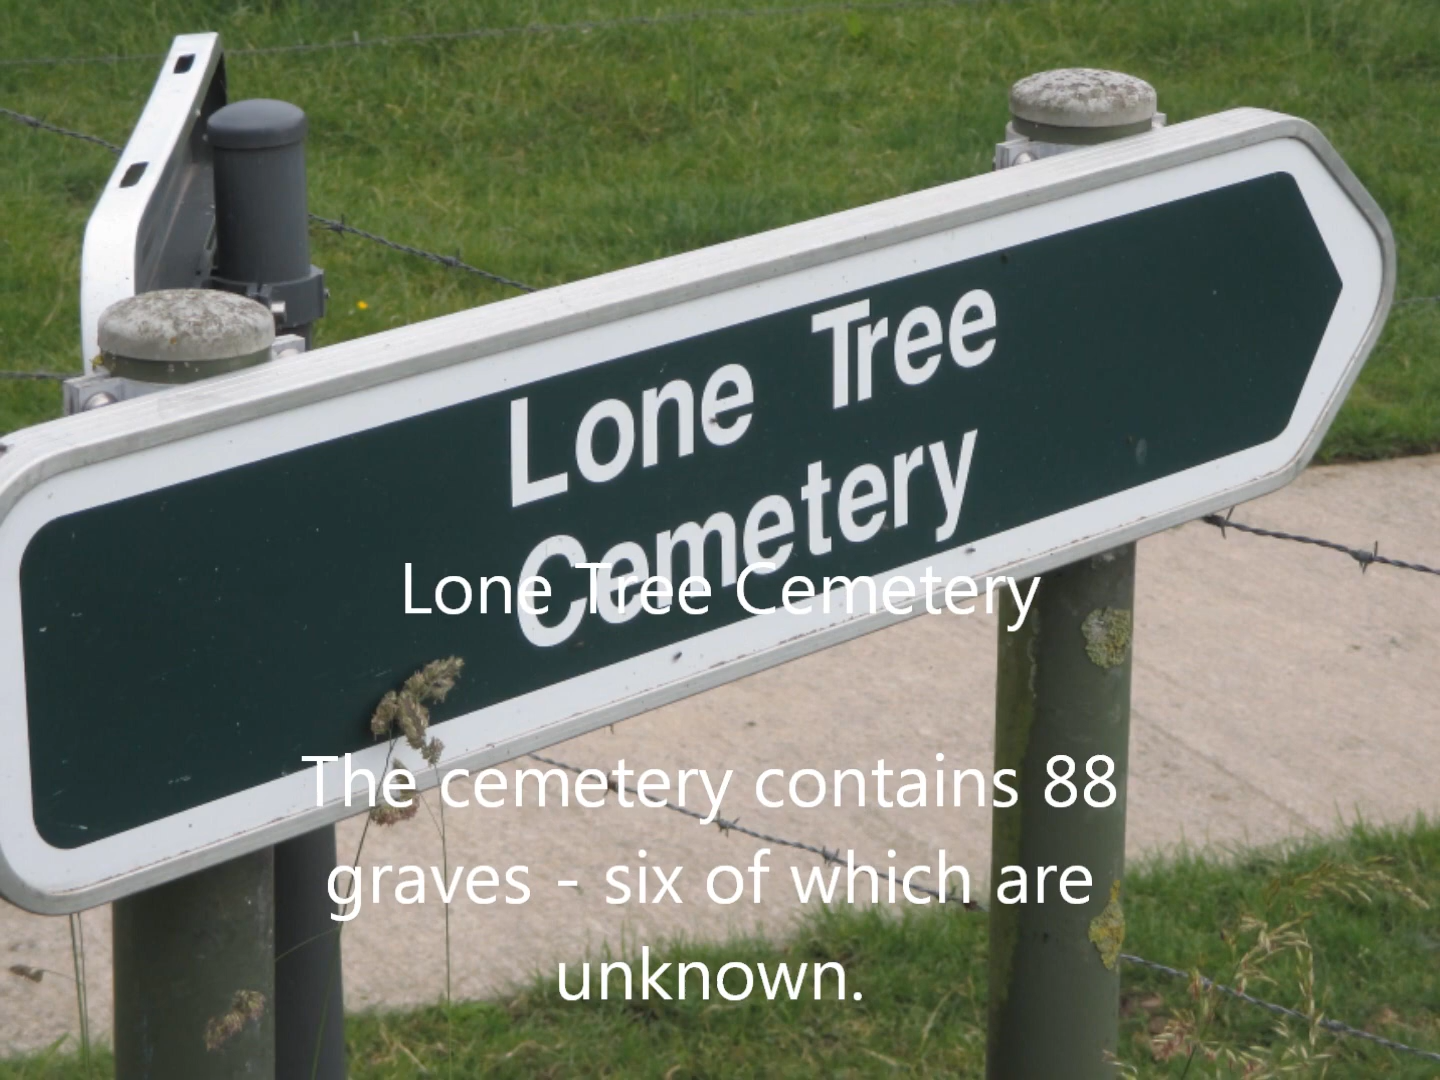 Lone Tree
Cemetery
Lone Tree Cemetery
The cemetery contains 88
graves - six of which are
unknown.